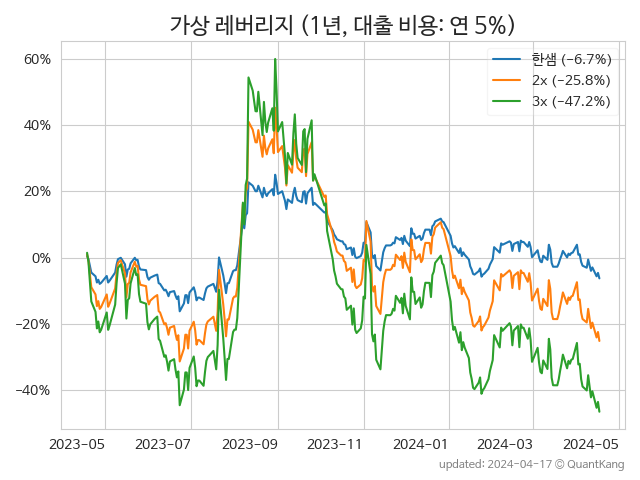 가상 레버리지 (1년, 대출 비용: 연 5%)
한샘 (−6.7%)
2x (−25.8%)
3x (−47.2%)
60%
40%
20%
0%
−20%
−40%
2023-05 2023-07 2023-09 2023-11 2024-01 2024-03 2024-05
updated: 2024-04-17 © QuantKang